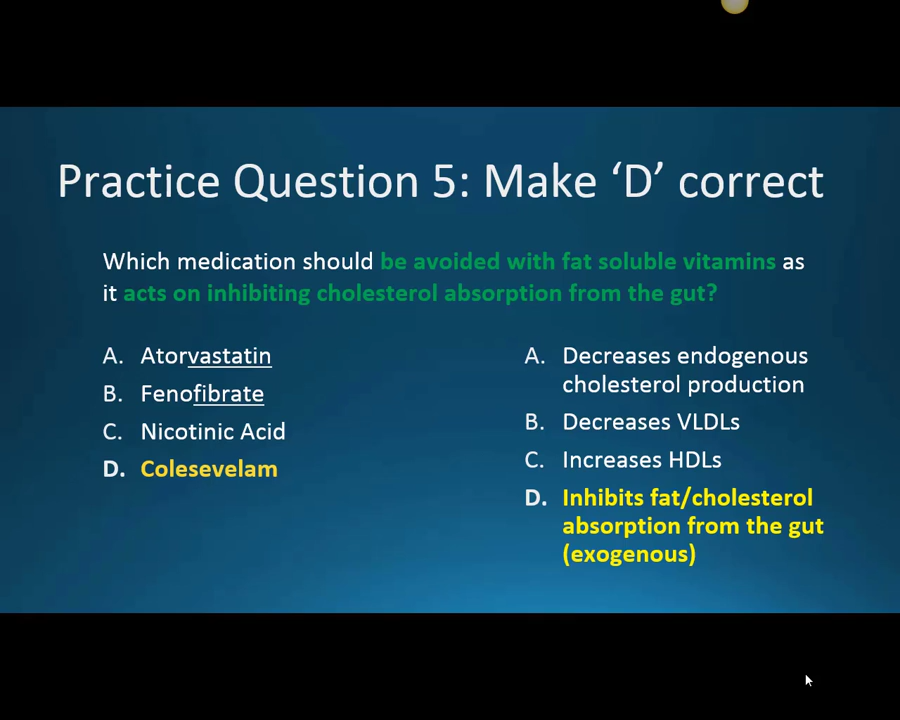 Practice Question 5: Make ‘D’ correct
Which medication should be avoided with fat soluble vitamins as
it acts on inhibiting cholesterol absorption from the gut?
A. Atorvastatin
B. Fenofibrate
C. Nicotinic Acid
D. Colesevelam
A. Decreases endogenous
cholesterol production
B. Decreases VLDLs
C. Increases HDLs
D. Inhibits fat/cholesterol
absorption from the gut
(exogenous)